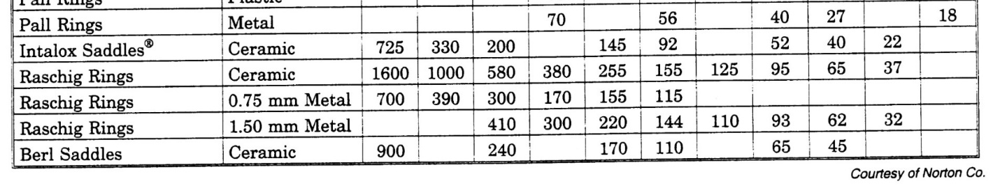 Pall Rings Plastic
Pall Rings Metal 70 56 40 27 18
Intalox Saddles® Ceramic 725 330 200 145 92 52 40 22
Raschig Rings Ceramic 1600 1000 580 380 255 155 125 95 65 37
Raschig Rings 0.75 mm Metal 700 390 300 170 155 115
Raschig Rings 1.50 mm Metal 410 300 220 144 110 93 62 32
Berl Saddles Ceramic 900 240 170 110 65 45
Courtesy of Norton Co.